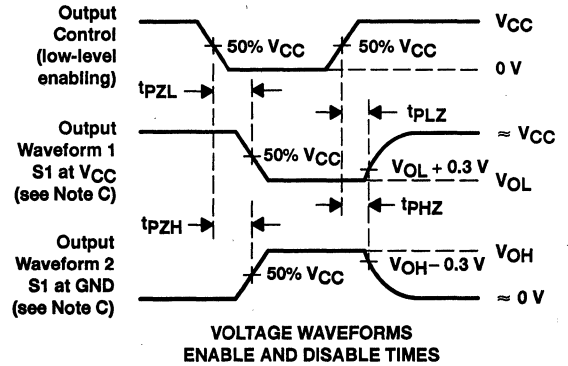 Output
Control
(low-level
enabling)
50% VCC
50% VCC
VCC
0 V
tPZL
tPLZ
Output
Waveform 1
S1 at VCC
(see Note C)
50% VCC
≈ VCC
VOL + 0.3 V
VOL
tPZH
tPHZ
Output
Waveform 2
S1 at GND
(see Note C)
50% VCC
VOH
VOH – 0.3 V
≈ 0 V
VOLTAGE WAVEFORMS
ENABLE AND DISABLE TIMES